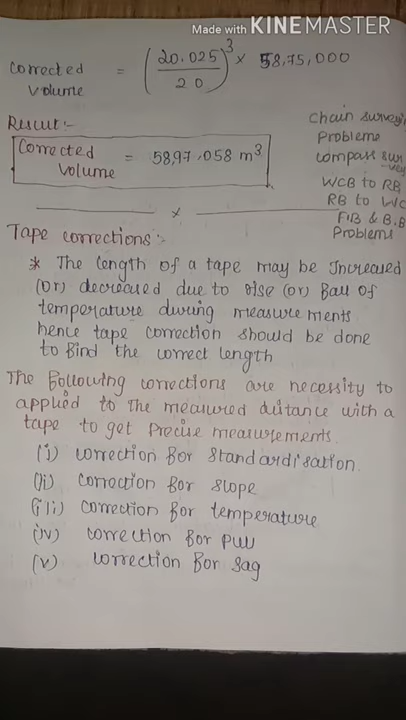 Made with KINEMASTER
Corrected Volume = (20.025/20)³ × 58,75,000
Result:-
Corrected Volume = 58,97,058 m³
Chain survey
Problems
compass sur
vey
WCB to RB
RB to WC
F.B & B.B
Problems
x
Tape corrections:-
* The length of a tape may be Increased
(or) decreased due to rise (or) fall of
temperature during measurements
hence tape correction should be done
to find the correct length
The following corrections are necessity to
applied to The measured distance with a
tape to get Precise measurements.
(i) correction for Standardisation.
(ii) correction for slope
(iii) correction for temperature
(iv) correction for pull
(v) correction for sag